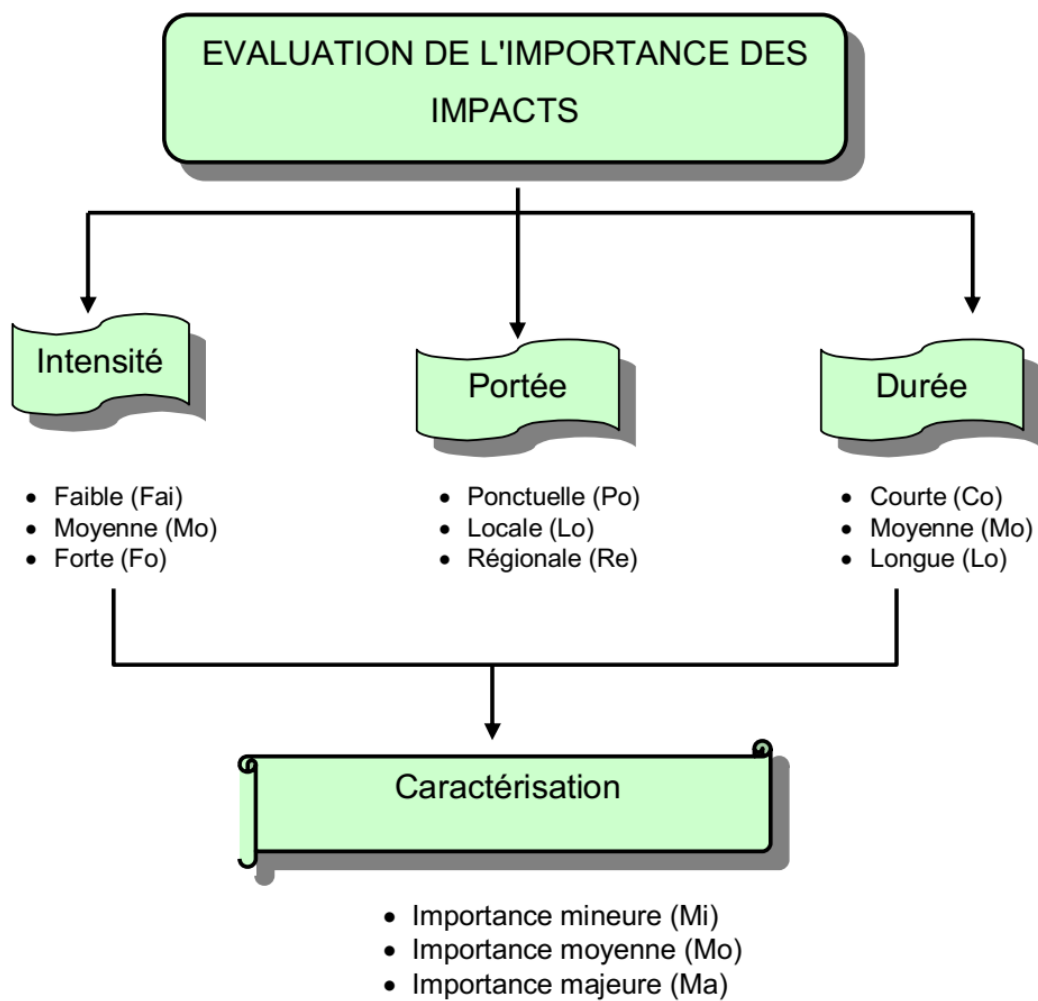 EVALUATION DE L'IMPORTANCE DES
IMPACTS
Intensité
Portée
Durée
• Faible (Fai)
• Moyenne (Mo)
• Forte (Fo)
• Ponctuelle (Po)
• Locale (Lo)
• Régionale (Re)
• Courte (Co)
• Moyenne (Mo)
• Longue (Lo)
Caractérisation
• Importance mineure (Mi)
• Importance moyenne (Mo)
• Importance majeure (Ma)